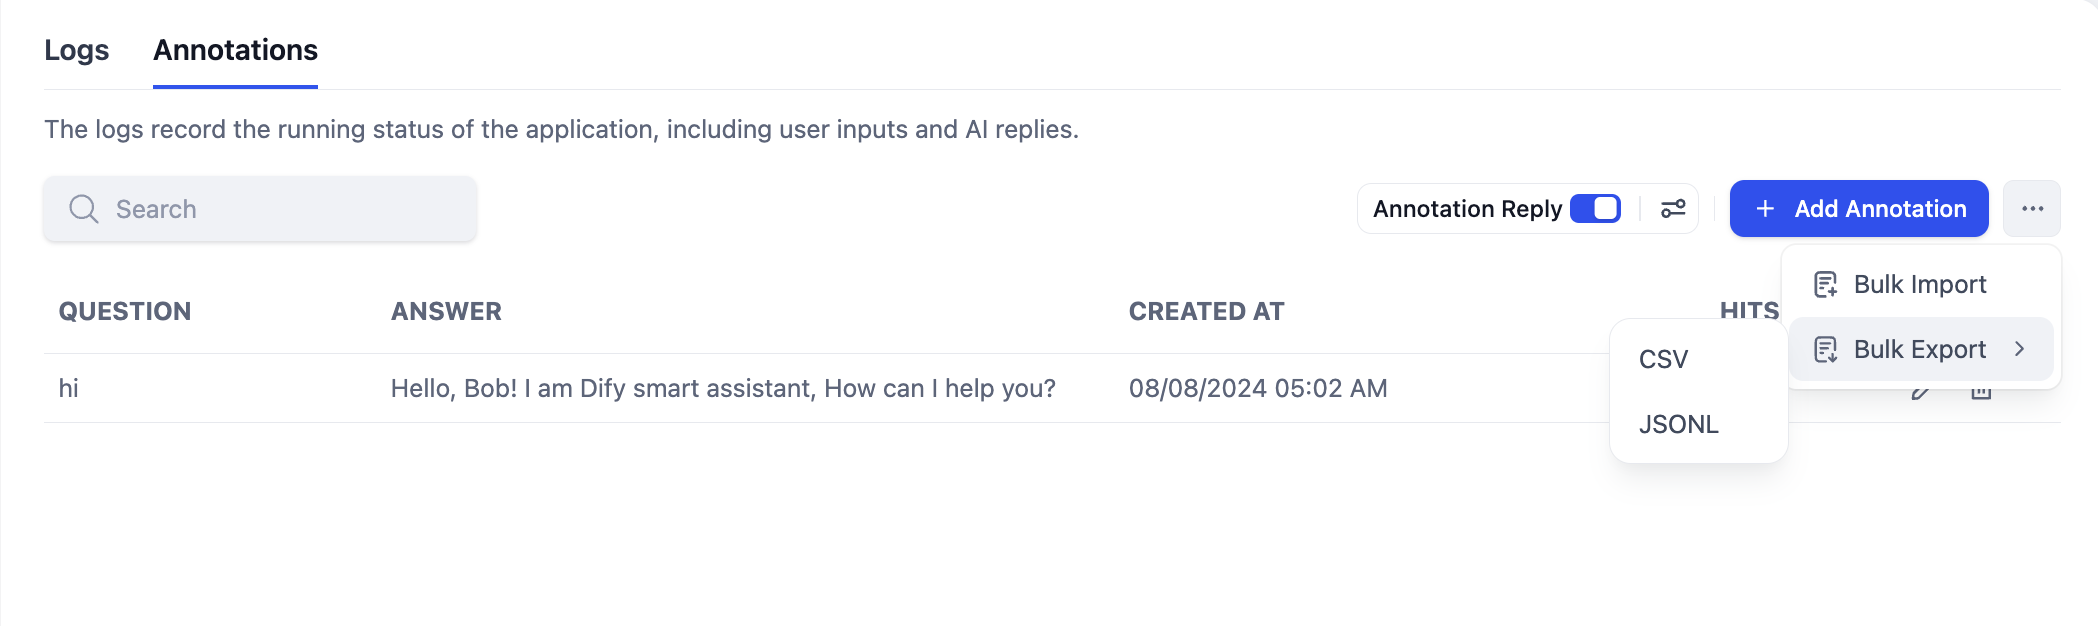 Logs Annotations
The logs record the running status of the application, including user inputs and AI replies.
Search
Annotation Reply
Add Annotation
Bulk Import
Bulk Export
CSV
JSONL
QUESTION ANSWER CREATED AT HITS
hi Hello, Bob! I am Dify smart assistant, How can I help you? 08/08/2024 05:02 AM